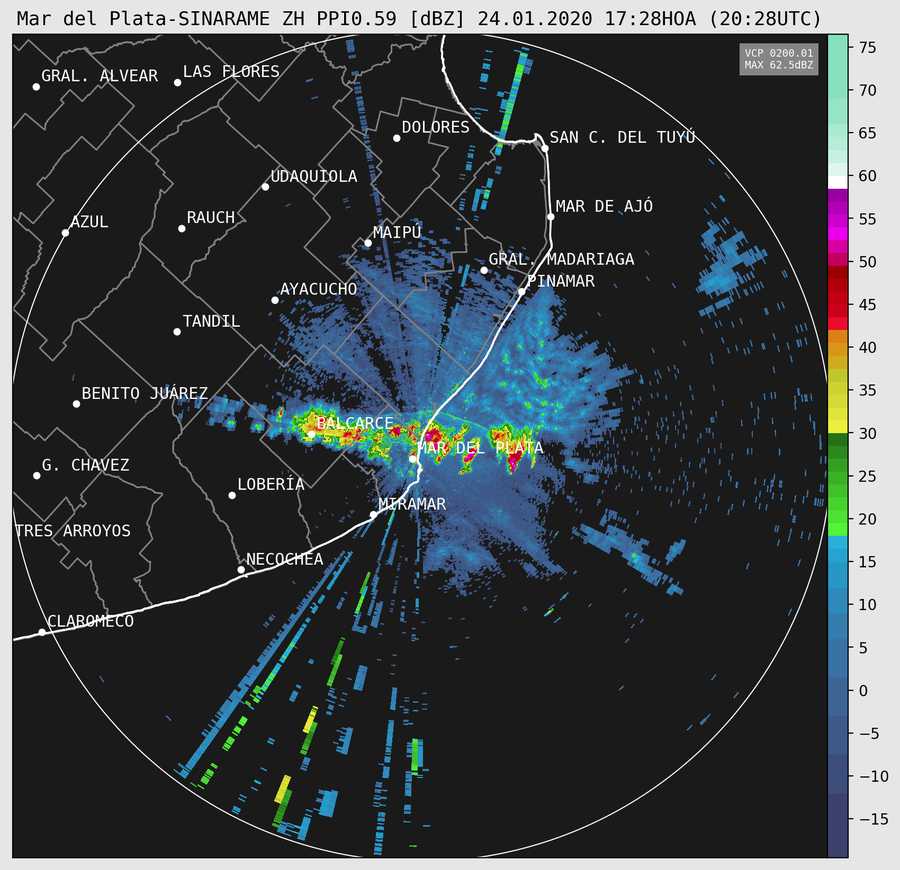 Mar del Plata-SINARAME ZH PPI0.59 [dBZ] 24.01.2020 17:28HOA (20:28UTC)
VCP 0200.01
MAX 62.5dBZ
GRAL. ALVEAR
LAS FLORES
DOLORES
SAN C. DEL TUYÚ
UDAQUIOLA
AZUL
RAUCH
MAR DE AJÓ
MAIPÚ
GRAL. MADARIAGA
PINAMAR
AYACUCHO
TANDIL
BENITO JUÁREZ
BALCARCE
MAR DEL PLATA
G. CHAVEZ
LOBERÍA
MIRAMAR
TRES ARROYOS
NECOCHEA
CLAROMECO
75
70
65
60
55
50
45
40
35
30
25
20
15
10
5
0
−5
−10
−15